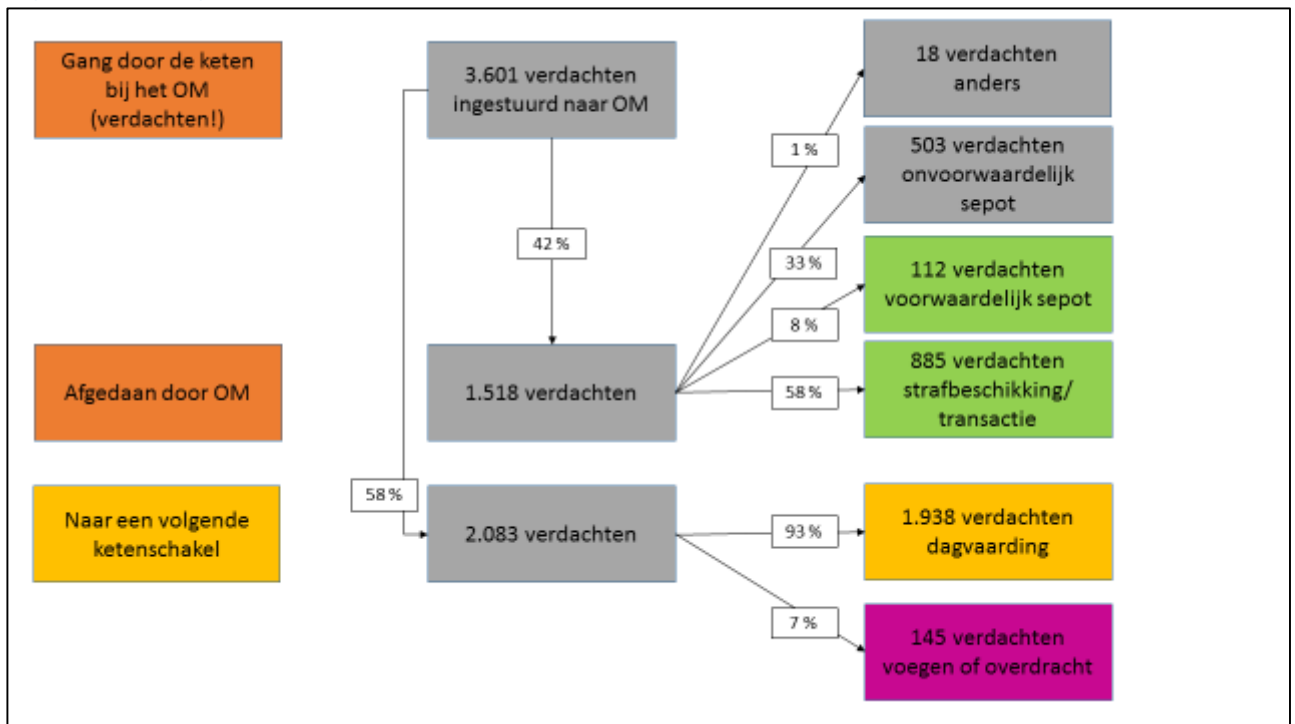 Gang door de keten
bij het OM
(verdachten!)
3.601 verdachten
ingestuurd naar OM
18 verdachten
anders
1 %
503 verdachten
onvoorwaardelijk
sepot
42 %
33 %
112 verdachten
voorwaardelijk sepot
8 %
Afgedaan door OM
1.518 verdachten
58 %
885 verdachten
strafbeschikking/
transactie
58 %
Naar een volgende
ketenschakel
2.083 verdachten
93 %
1.938 verdachten
dagvaarding
7 %
145 verdachten
voegen of overdracht